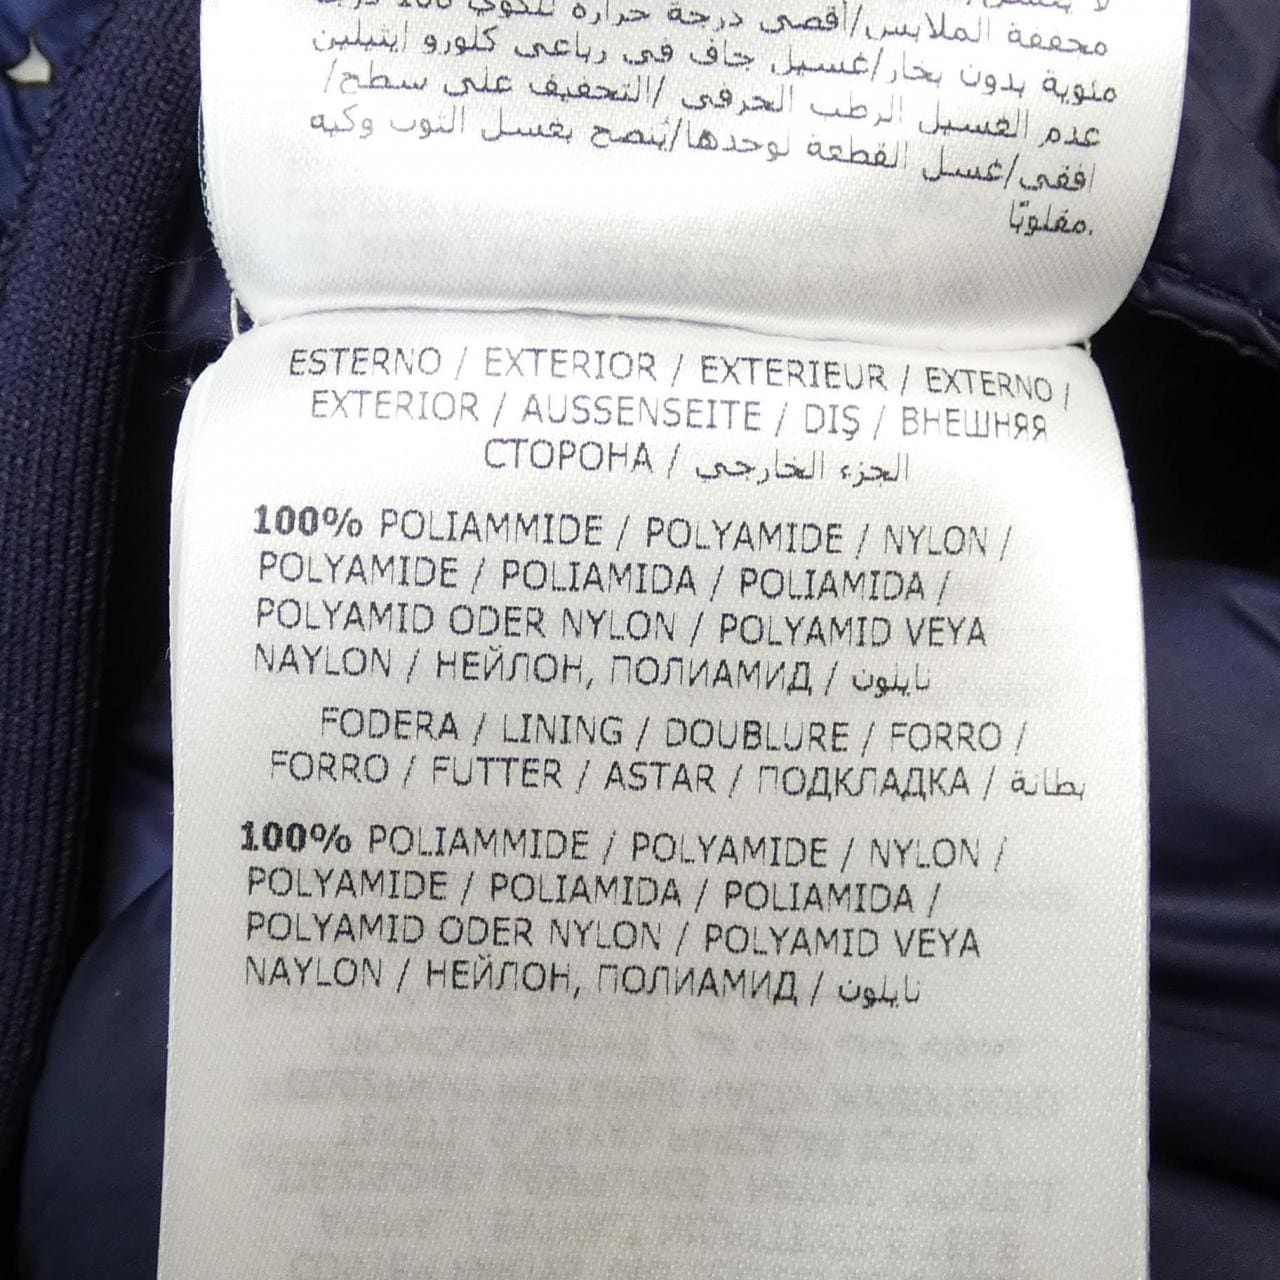 مجففة الملابس/أقصى درجة حرارة للكوي 100 درجة
مئوية بدون بخار/غسيل جاف في رباعي كلورو إيثيلين
عدم الغسيل الرطب الحرفي /التجفيف على سطح/
افقي/غسل القطعة لوحدها/يُنصح بغسل الثوب وكيه
مقلوبًا.
ESTERNO / EXTERIOR / EXTERIEUR / EXTERNO /
EXTERIOR / AUSSENSEITE / DIŞ / ВНЕШНЯЯ
СТОРОНА / الجزء الخارجي
100% POLIAMMIDE / POLYAMIDE / NYLON /
POLYAMIDE / POLIAMIDA / POLIAMIDA /
POLYAMID ODER NYLON / POLYAMID VEYA
NAYLON / НЕЙЛОН, ПОЛИАМИД / نايلون
FODERA / LINING / DOUBLURE / FORRO /
FORRO / FUTTER / ASTAR / ПОДКЛАДКА / بطانة
100% POLIAMMIDE / POLYAMIDE / NYLON /
POLYAMIDE / POLIAMIDA / POLIAMIDA /
POLYAMID ODER NYLON / POLYAMID VEYA
NAYLON / НЕЙЛОН, ПОЛИАМИД / نايلون